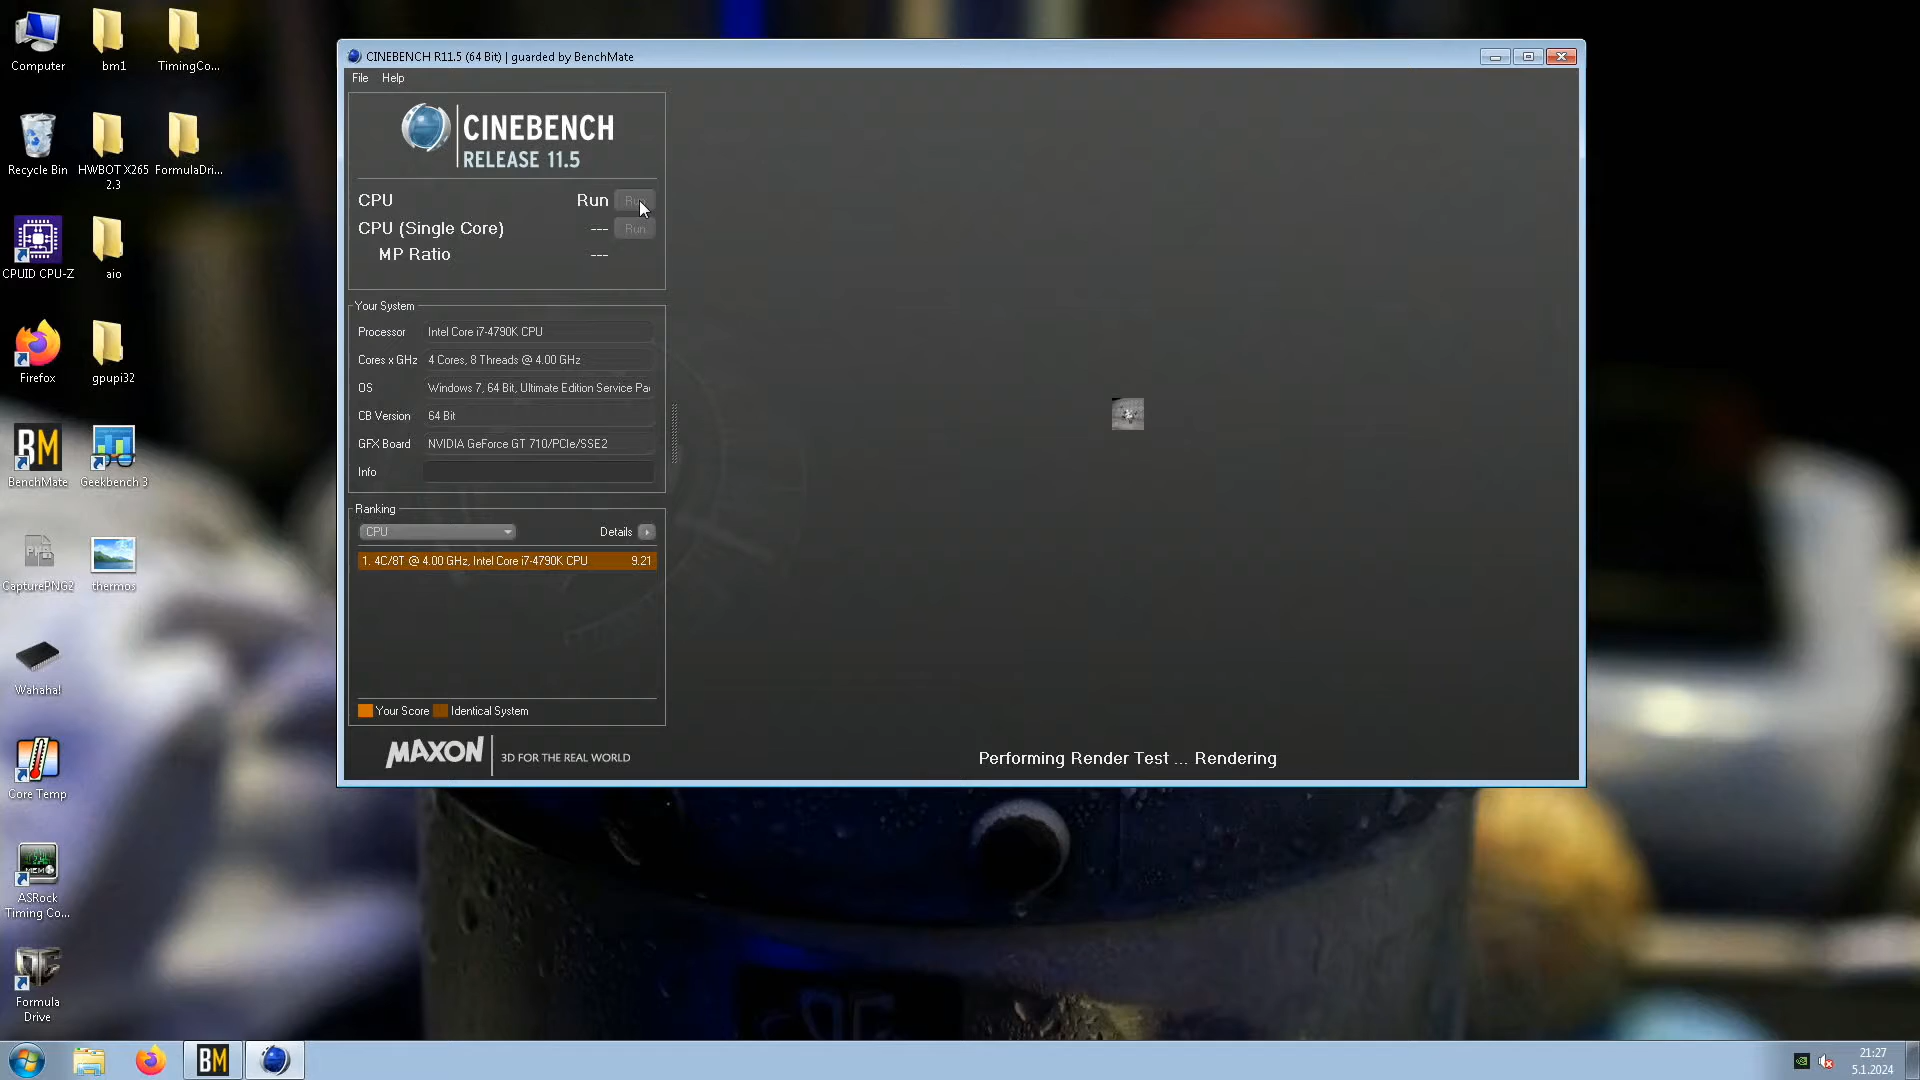 Computer
bm1
TimingCo...
Recycle Bin
HWBOT X265
2.3
FormulaDri...
CPUID CPU-Z
aio
Firefox
gpupi32
BM
BenchMate
Geekbench 3
CapturePNG2
thermos
Wahaha!
Core Temp
MEM
ASRock
Timing Co...
Formula
Drive
CINEBENCH R11.5 (64 Bit) | guarded by BenchMate
File Help
CINEBENCH
RELEASE 11.5
CPU Run Run
CPU (Single Core) --- Run
MP Ratio ---
Your System
Processor Intel Core i7-4790K CPU
Cores x GHz 4 Cores, 8 Threads @ 4.00 GHz
OS Windows 7, 64 Bit, Ultimate Edition Service Pa
CB Version 64 Bit
GFX Board NVIDIA GeForce GT 710/PCIe/SSE2
Info
Ranking
CPU Details
1. 4C/8T @ 4.00 GHz, Intel Core i7-4790K CPU 9.21
Your Score Identical System
MAXON 3D FOR THE REAL WORLD
Performing Render Test ... Rendering
BM
21:27
5.1.2024